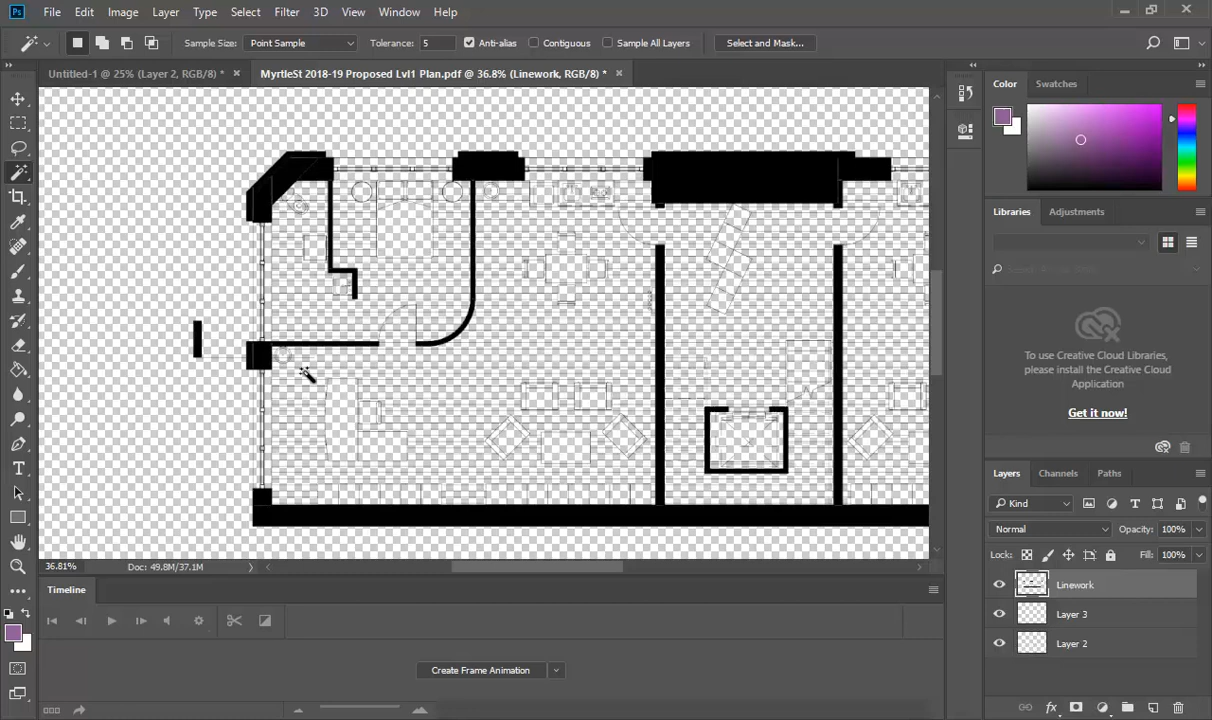 Ps File Edit Image Layer Type Select Filter 3D View Window Help
Sample Size: Point Sample Tolerance: 5 Anti-alias Contiguous Sample All Layers Select and Mask...
Untitled-1 @ 25% (Layer 2, RGB/8) * × MyrtleSt 2018-19 Proposed Lvl1 Plan.pdf @ 36.8% (Linework, RGB/8) * ×
Color Swatches
Libraries Adjustments
To use Creative Cloud Libraries,
please install the Creative Cloud
Application
Get it now!
Layers Channels Paths
Kind
Normal Opacity: 100%
Lock: Fill: 100%
Linework
Layer 3
Layer 2
36.81% Doc: 49.8M/37.1M
Timeline
Create Frame Animation